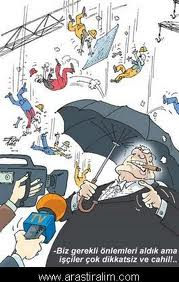 -Biz gerekli önlemleri aldık ama
işçiler çok dikkatsiz ve cahil!..
www.arastiralim.com